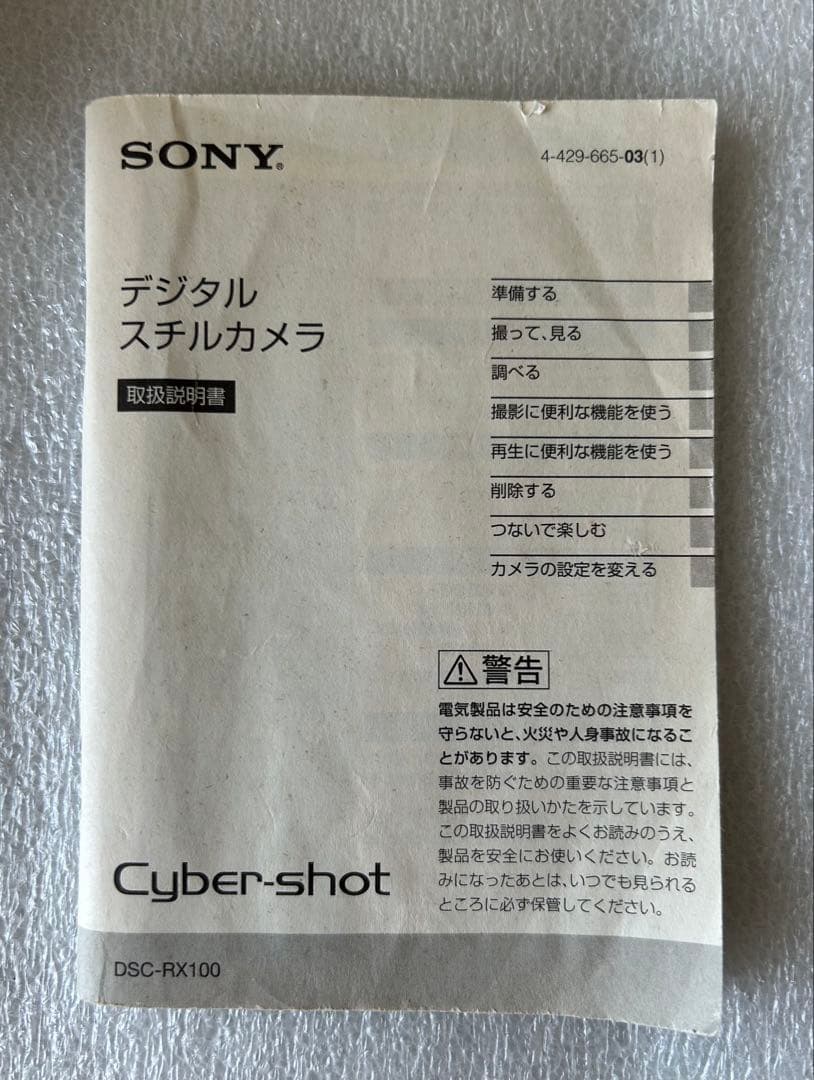 SONY®
4-429-665-03(1)
デジタル
スチルカメラ
取扱説明書
準備する
撮って、見る
調べる
撮影に便利な機能を使う
再生に便利な機能を使う
削除する
つないで楽しむ
カメラの設定を変える
警告
電気製品は安全のための注意事項を
守らないと、火災や人身事故になるこ
とがあります。この取扱説明書には、
事故を防ぐための重要な注意事項と
製品の取り扱いかたを示しています。
この取扱説明書をよくお読みのうえ、
製品を安全にお使いください。お読
みになったあとは、いつでも見られる
ところに必ず保管してください。
Cyber-shot
DSC-RX100